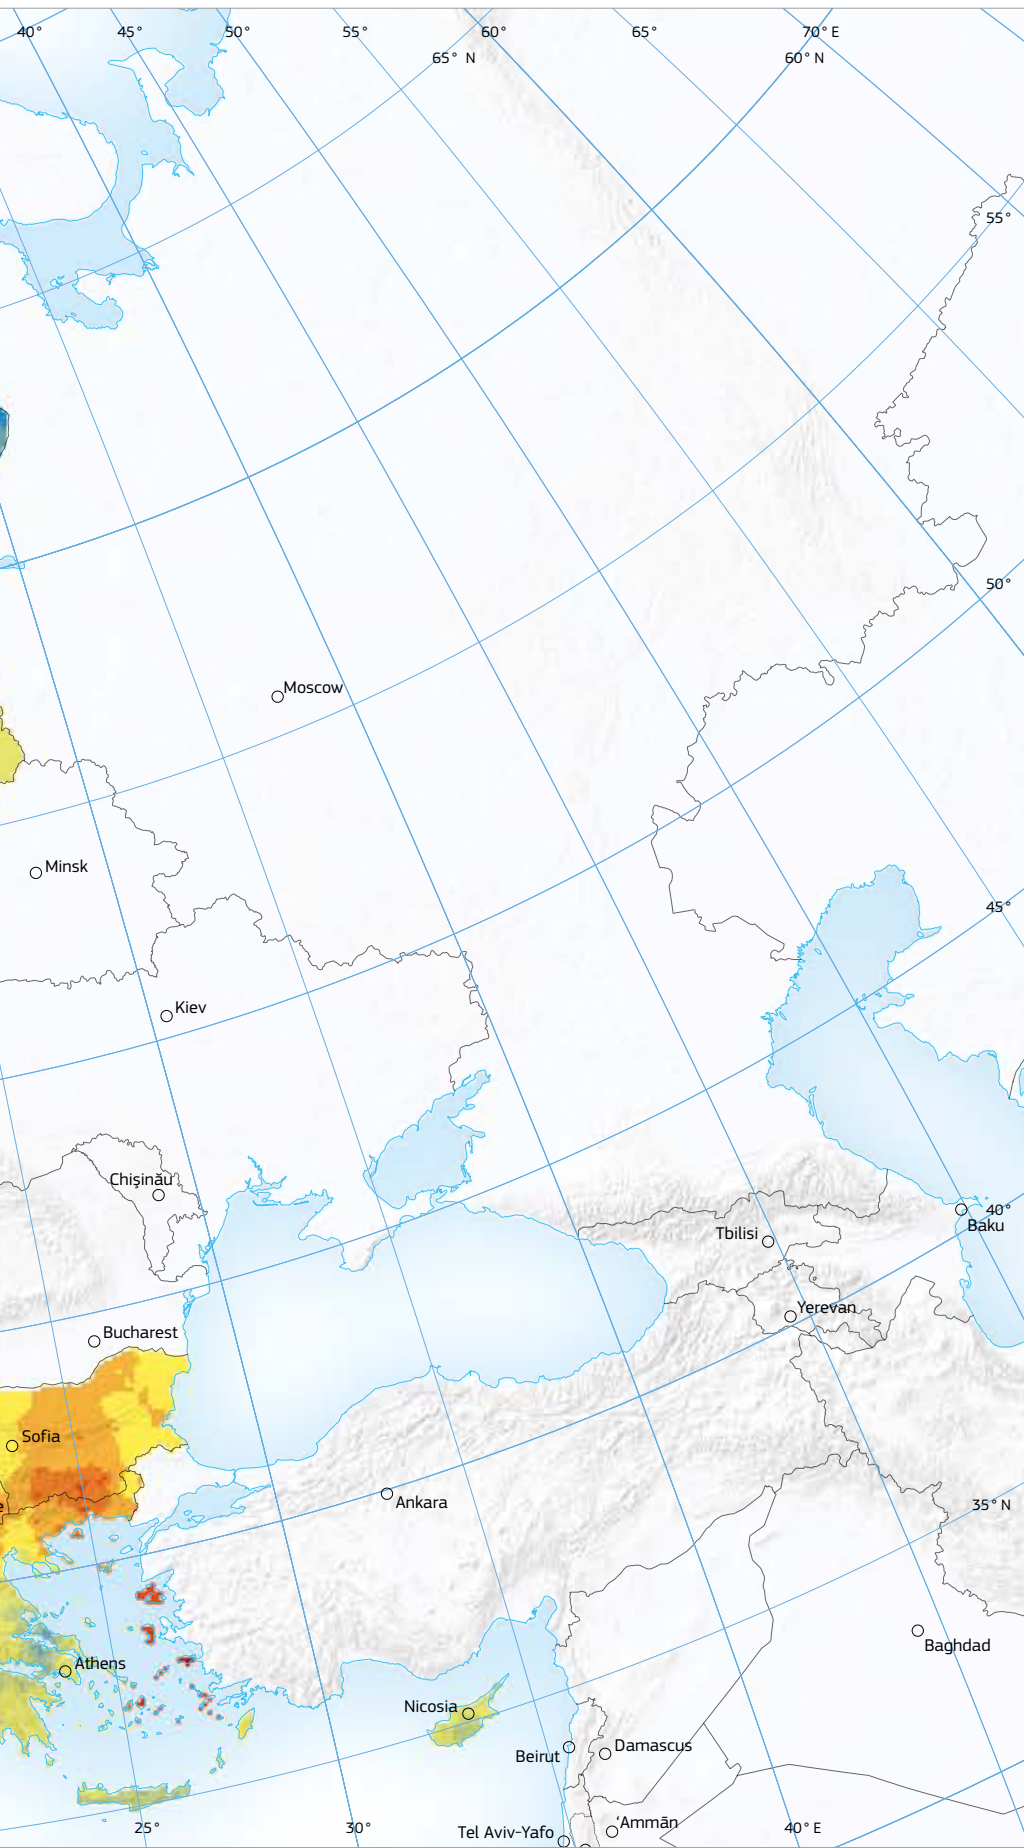 40° 45° 50° 55° 60° 65° 70° E
65° N 60° N
55°
50°
Moscow
Minsk
45°
Kiev
Chişinău
40°
Baku
Tbilisi
Yerevan
Bucharest
Sofia
Ankara
35° N
e
Baghdad
Athens
Nicosia
Damascus
Beirut
'Ammān
25° 30° Tel Aviv-Yafo 40° E